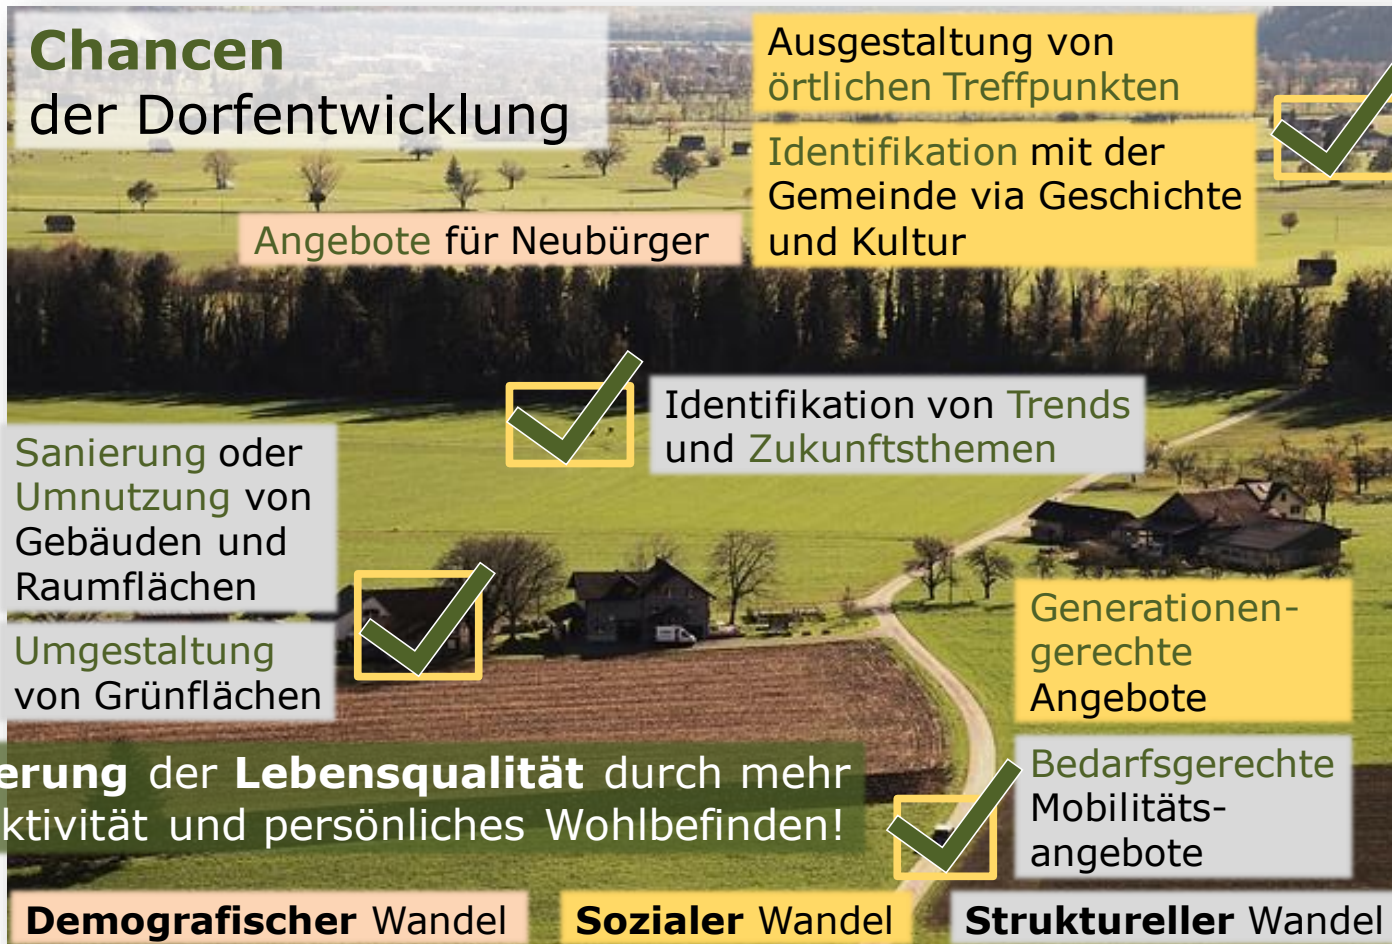 Chancen
der Dorfentwicklung
Ausgestaltung von
örtlichen Treffpunkten
Identifikation mit der
Gemeinde via Geschichte
und Kultur
Angebote für Neubürger
Identifikation von Trends
und Zukunftsthemen
Sanierung oder
Umnutzung von
Gebäuden und
Raumflächen
Umgestaltung
von Grünflächen
Generationen-
gerechte
Angebote
Bedarfsgerechte
Mobilitäts-
angebote
erung der Lebensqualität durch mehr
ktivität und persönliches Wohlbefinden!
Demografischer Wandel
Sozialer Wandel
Struktureller Wandel